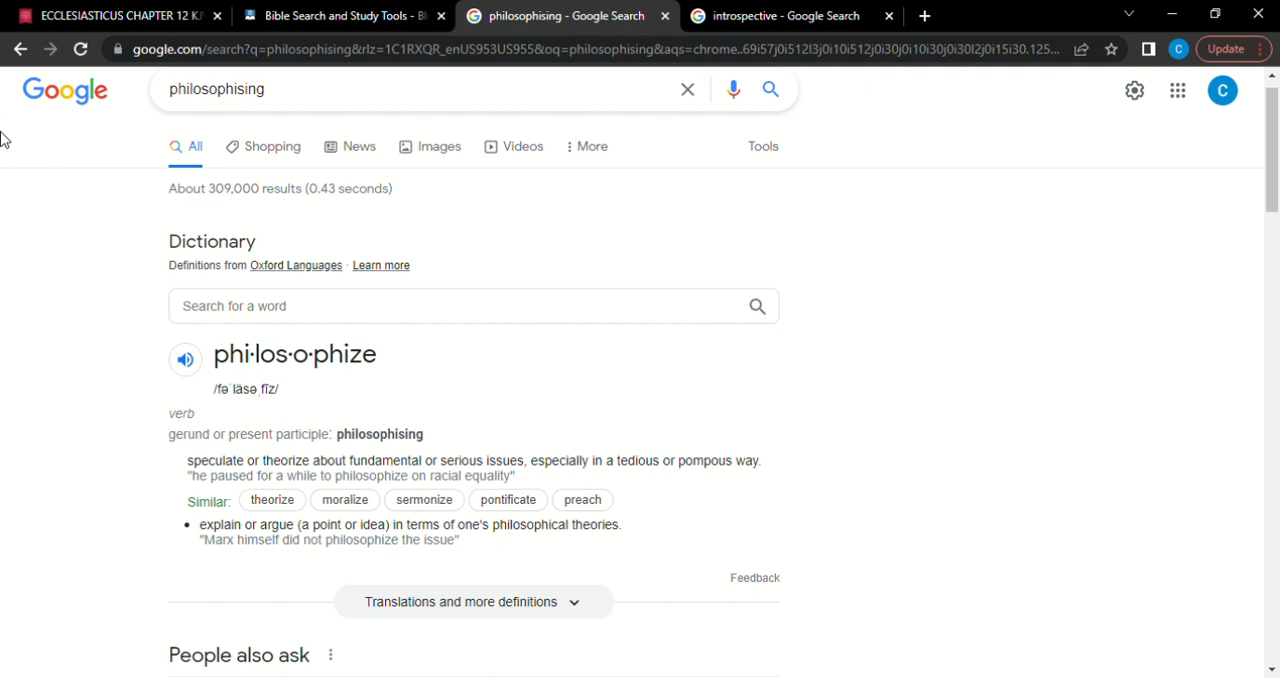 ECCLESIASTICUS CHAPTER 12 KJ
Bible Search and Study Tools - Bl
philosophising - Google Search
introspective - Google Search
google.com/search?q=philosophising&rlz=1C1RXQR_enUS953US955&oq=philosophising&aqs=chrome..69i57j0i512l3j0i10i512j0i30j0i10i30j0i30l2j0i15i30.125...
C
Update
Google
philosophising
C
All
Shopping
News
Images
Videos
More
Tools
About 309,000 results (0.43 seconds)
Dictionary
Definitions from Oxford Languages · Learn more
Search for a word
phi·los·o·phize
/fəˈläsəˌfīz/
verb
gerund or present participle: philosophising
speculate or theorize about fundamental or serious issues, especially in a tedious or pompous way.
"he paused for a while to philosophize on racial equality"
Similar: theorize moralize sermonize pontificate preach
• explain or argue (a point or idea) in terms of one's philosophical theories.
"Marx himself did not philosophize the issue"
Feedback
Translations and more definitions
People also ask